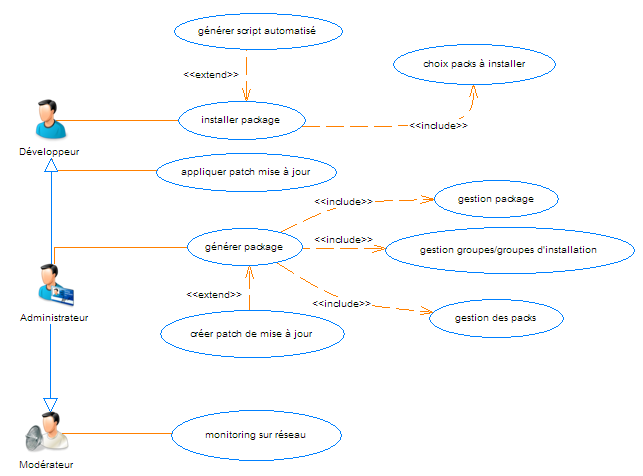 générer script automatisé
<<extend>>
choix packs à installer
installer package
<<include>>
Développeur
appliquer patch mise à jour
gestion package
<<include>>
générer package
<<include>>
gestion groupes/groupes d'installation
<<extend>>
<<include>>
Administrateur
gestion des packs
créer patch de mise à jour
monitoring sur réseau
Modérateur